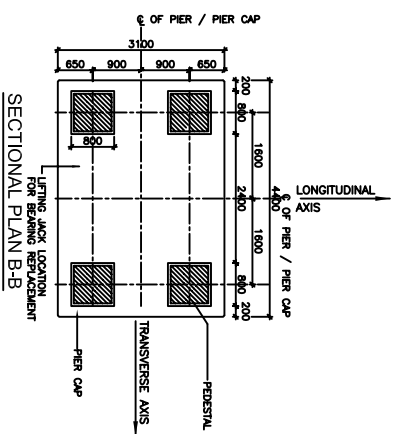 ℄ OF PIER / PIER CAP
3100
650 900 900 650
200
800
1600
2400
4400
1600
800
200
800
LONGITUDINAL
AXIS
℄ OF PIER / PIER CAP
TRANSVERSE AXIS
PEDESTAL
PIER CAP
LIFTING JACK LOCATION
FOR BEARING REPLACEMENT
SECTIONAL PLAN B-B